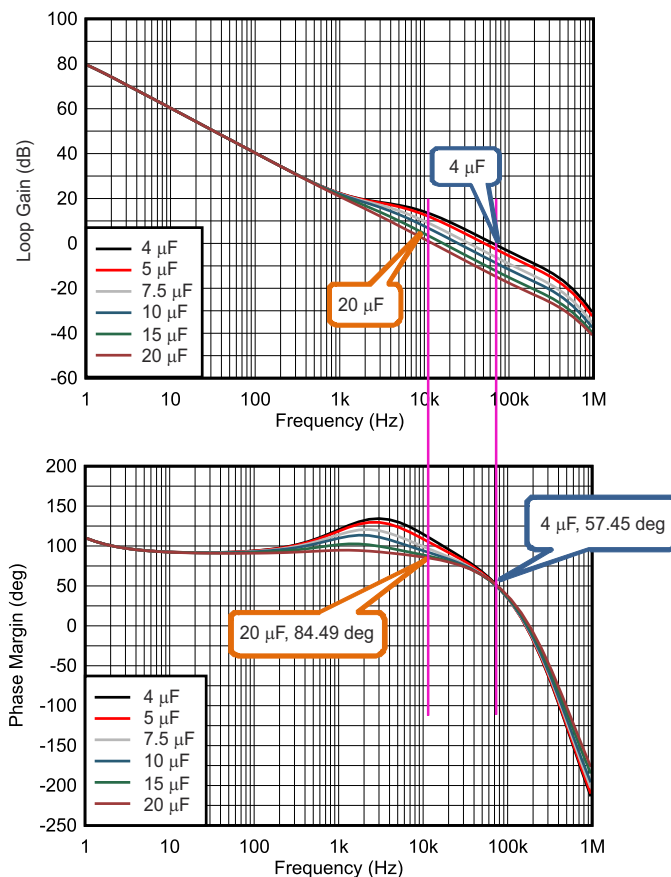 100
80
60
40
20
0
-20
-40
-60
Loop Gain (dB)
4 µF
20 µF
4 µF
5 µF
7.5 µF
10 µF
15 µF
20 µF
1 10 100 1k 10k 100k 1M
Frequency (Hz)
200
150
100
50
0
-50
-100
-150
-200
-250
Phase Margin (deg)
4 µF, 57.45 deg
20 µF, 84.49 deg
4 µF
5 µF
7.5 µF
10 µF
15 µF
20 µF
1 10 100 1k 10k 100k 1M
Frequency (Hz)